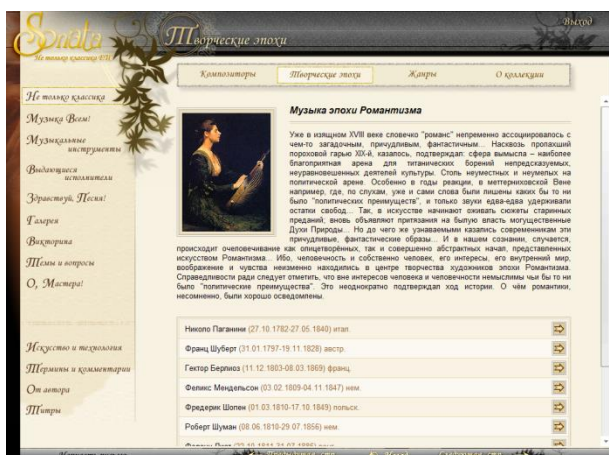 Sonata
Не только классика
Творческие эпохи
Выход
Композиторы
Творческие эпохи
Жанры
О коллекции
Не только классика
Музыка Всем!
Музыкальные
инструменты
Выдающиеся
исполнители
Здравствуй, Песня!
Галерея
Викторина
Темы и вопросы
О, Мастера!
Искусство и технология
Термины и комментарии
От автора
Титры
Музыка эпохи Романтизма
Уже в изящном XVIII веке словечко "романс" непременно ассоциировалось с
чем-то загадочным, причудливым, фантастичным... Насквозь пропахший
пороховой гарью XIX-й, казалось, подтверждал: сфера вымысла – наиболее
благоприятная арена для титанических борений непредсказуемых,
неуравновешенных деятелей культуры. Столь неуместных и неумелых на
политической арене. Особенно в годы реакции, в меттерниховской Вене
например, где, по слухам, уже и сами слова были лишены каких бы то ни
было "политических преимуществ", и только звуки едва-едва удерживали
остатки свобод... Так, в искусстве начинают оживать сюжеты старинных
преданий; вновь объявляют притязания на былую власть могущественные
Духи Природы... Но до чего же узнаваемыми казались современникам эти
причудливые, фантастические образы... И в нашем сознании, случается,
происходит очеловечивание как олицетворённых, так и совершенно абстрактных начал, представленных
искусством Романтизма... Ибо, человечность и собственно человек, его интересы, его внутренний мир,
воображение и чувства неизменно находились в центре творчества художников эпохи Романтизма.
Справедливости ради следует отметить, что вне интересов человека и человечности немыслимы чьи бы то ни
было "политические преимущества". Это неоднократно подтверждал ход истории. О чём романтики,
несомненно, были хорошо осведомлены.
Николо Паганини (27.10.1782-27.05.1840) итал.
Франц Шуберт (31.01.1797-19.11.1828) австр.
Гектор Берлиоз (11.12.1803-08.03.1869) франц.
Феликс Мендельсон (03.02.1809-04.11.1847) нем.
Фредерик Шопен (01.03.1810-17.10.1849) польск.
Роберт Шуман (08.06.1810-29.07.1856) нем.